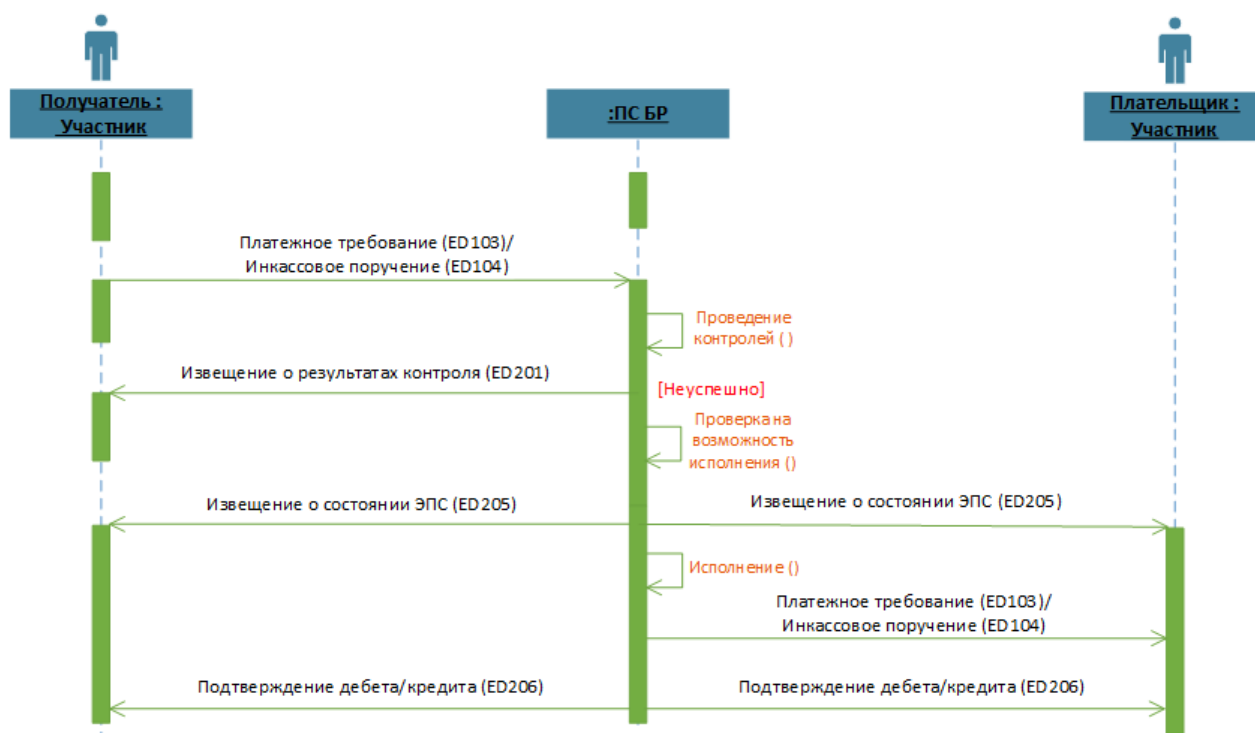 Получатель :
Участник
:ПС БР
Плательщик :
Участник
Платежное требование (ED103)/
Инкассовое поручение (ED104)
Проведение
контролей ( )
Извещение о результатах контроля (ED201)
[Неуспешно]
Проверка на
возможность
исполнения ()
Извещение о состоянии ЭПС (ED205)
Извещение о состоянии ЭПС (ED205)
Исполнение ()
Платежное требование (ED103)/
Инкассовое поручение (ED104)
Подтверждение дебета/кредита (ED206)
Подтверждение дебета/кредита (ED206)